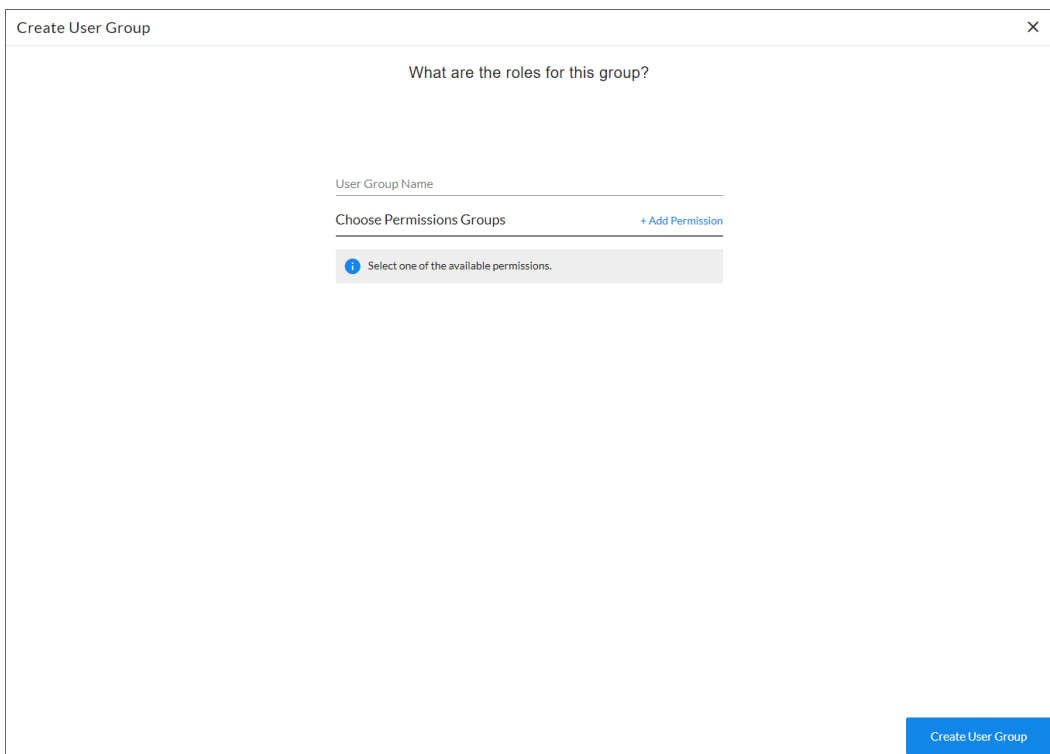 Create User Group
What are the roles for this group?
User Group Name
Choose Permissions Groups + Add Permission
Select one of the available permissions.
Create User Group